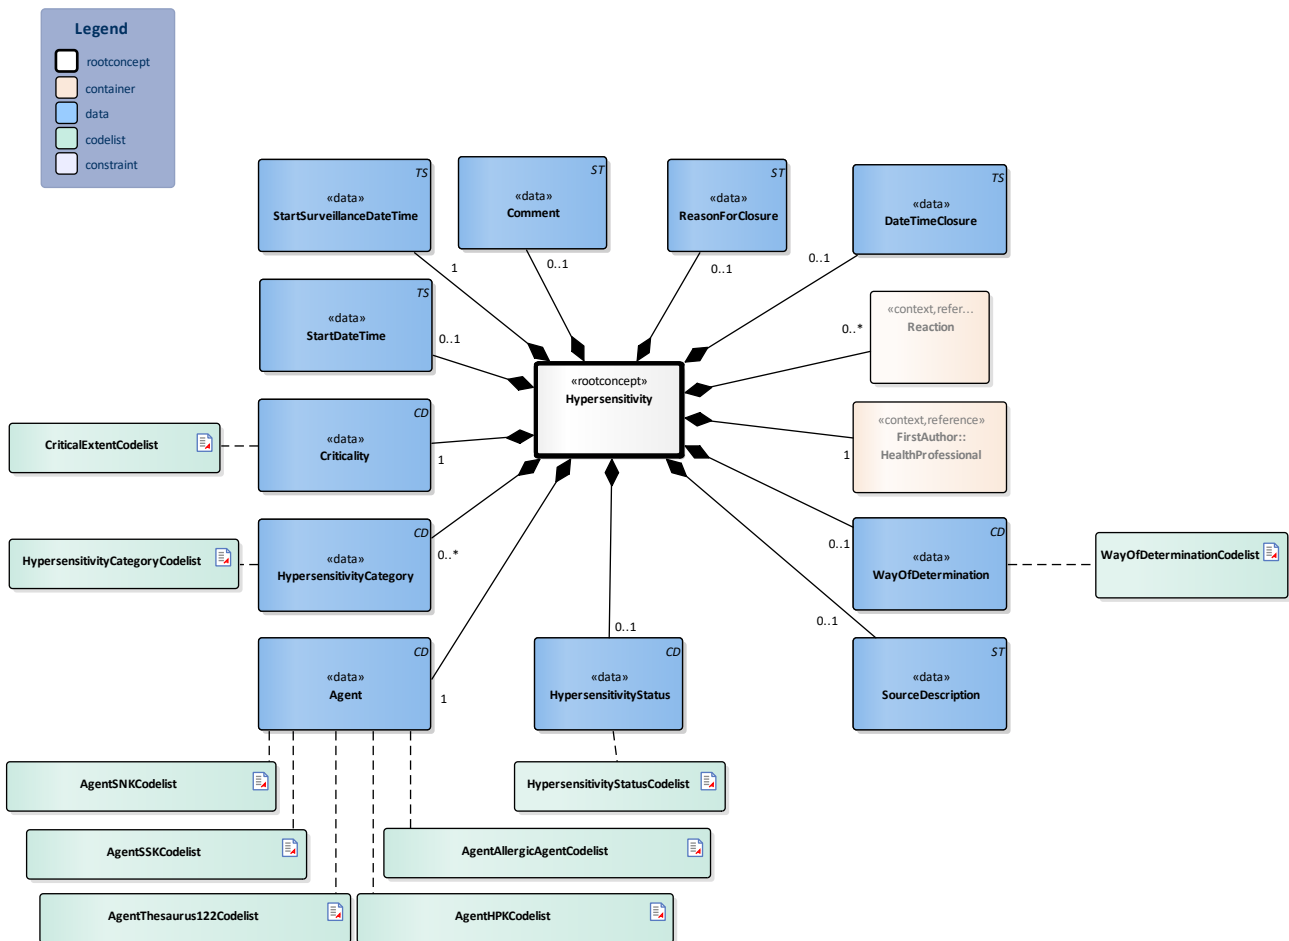 Legend
rootconcept
container
data
codelist
constraint
TS
«data»
StartSurveillanceDateTime
ST
«data»
Comment
ST
«data»
ReasonForClosure
TS
«data»
DateTimeClosure
1
0..1
0..1
0..1
TS
«data»
StartDateTime
0..1
«context,refer...
Reaction
0..*
«rootconcept»
Hypersensitivity
CD
«data»
Criticality
1
CriticalExtentCodelist
«context,reference»
FirstAuthor::
HealthProfessional
1
CD
«data»
HypersensitivityCategory
0..*
HypersensitivityCategoryCodelist
CD
«data»
WayOfDetermination
0..1
WayOfDeterminationCodelist
CD
«data»
Agent
1
CD
«data»
HypersensitivityStatus
0..1
ST
«data»
SourceDescription
0..1
AgentSNKCodelist
HypersensitivityStatusCodelist
AgentSSKCodelist
AgentAllergicAgentCodelist
AgentThesaurus122Codelist
AgentHPKCodelist